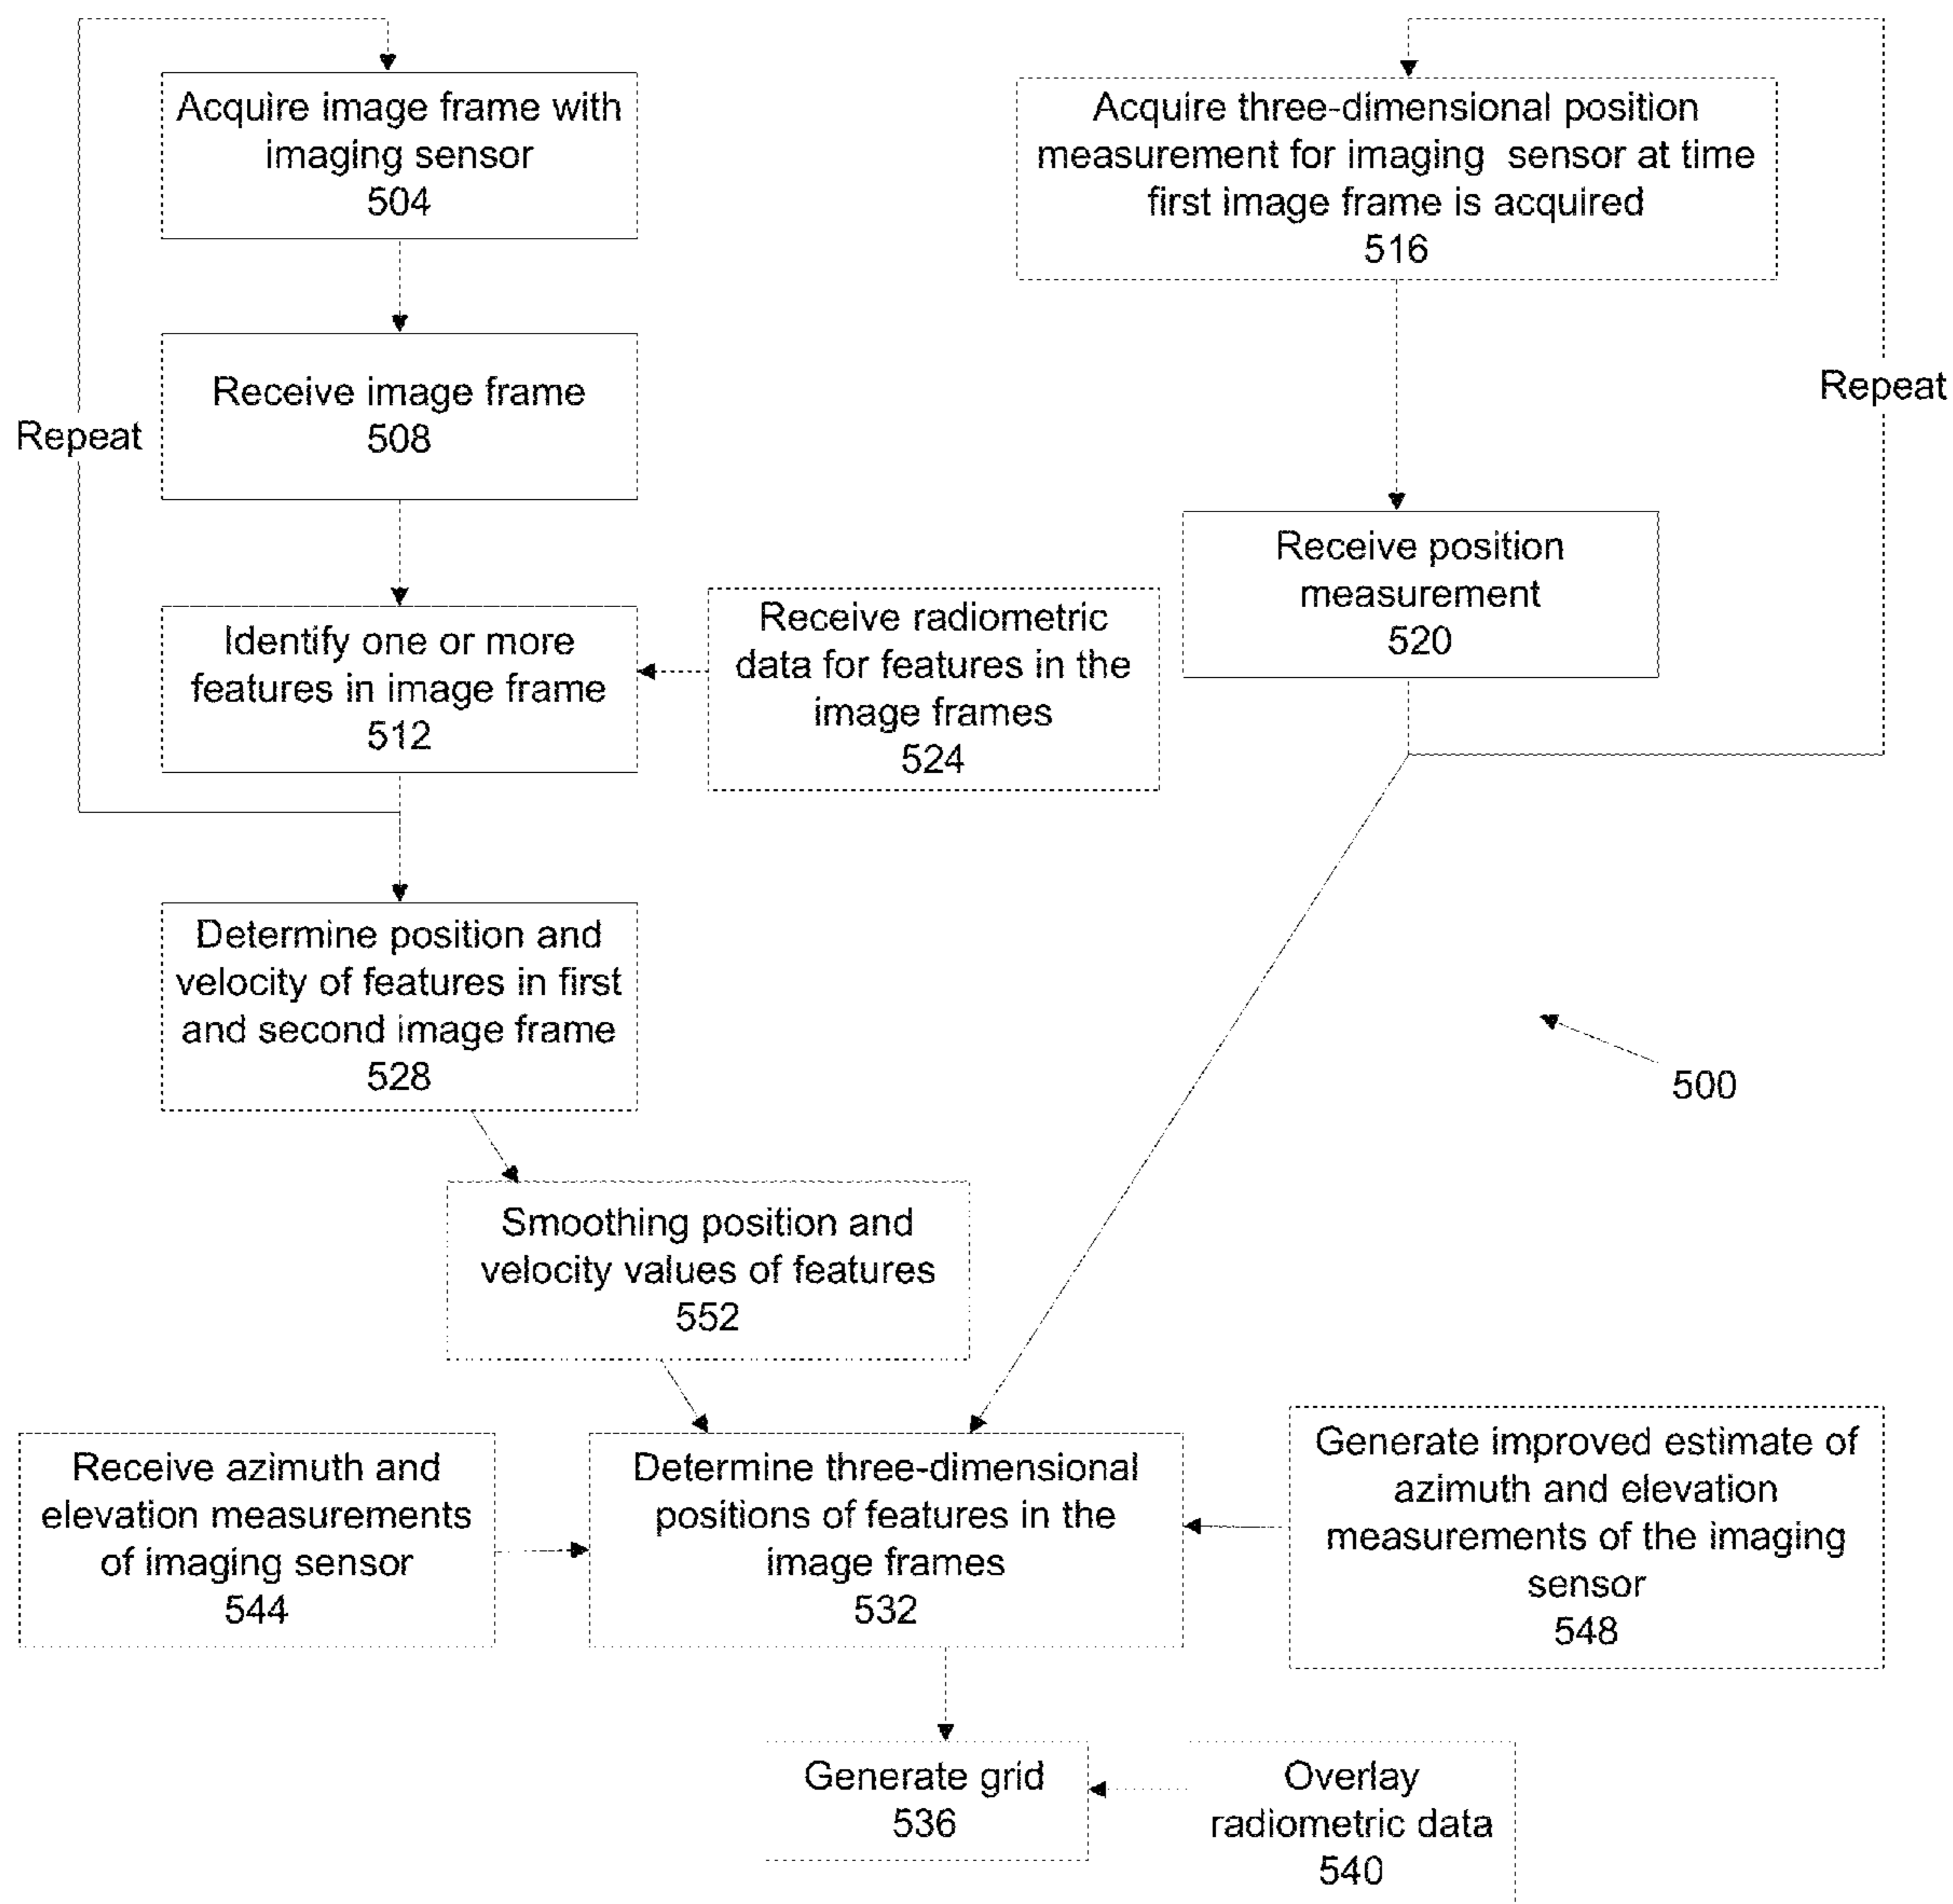 Acquire image frame with
imaging sensor
504
Acquire three-dimensional position
measurement for imaging sensor at time
first image frame is acquired
516
Receive image frame
508
Repeat
Repeat
Receive position
measurement
520
Identify one or more
features in image frame
512
Receive radiometric
data for features in the
image frames
524
Determine position and
velocity of features in first
and second image frame
528
500
Smoothing position and
velocity values of features
552
Receive azimuth and
elevation measurements
of imaging sensor
544
Determine three-dimensional
positions of features in the
image frames
532
Generate improved estimate of
azimuth and elevation
measurements of the imaging
sensor
548
Generate grid
536
Overlay
radiometric data
540